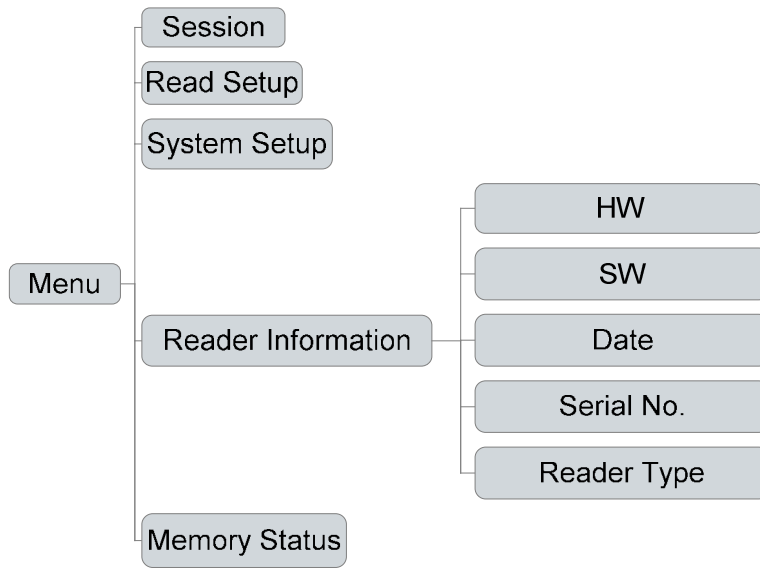 Session
Read Setup
System Setup
Menu
Reader Information
HW
SW
Date
Serial No.
Reader Type
Memory Status